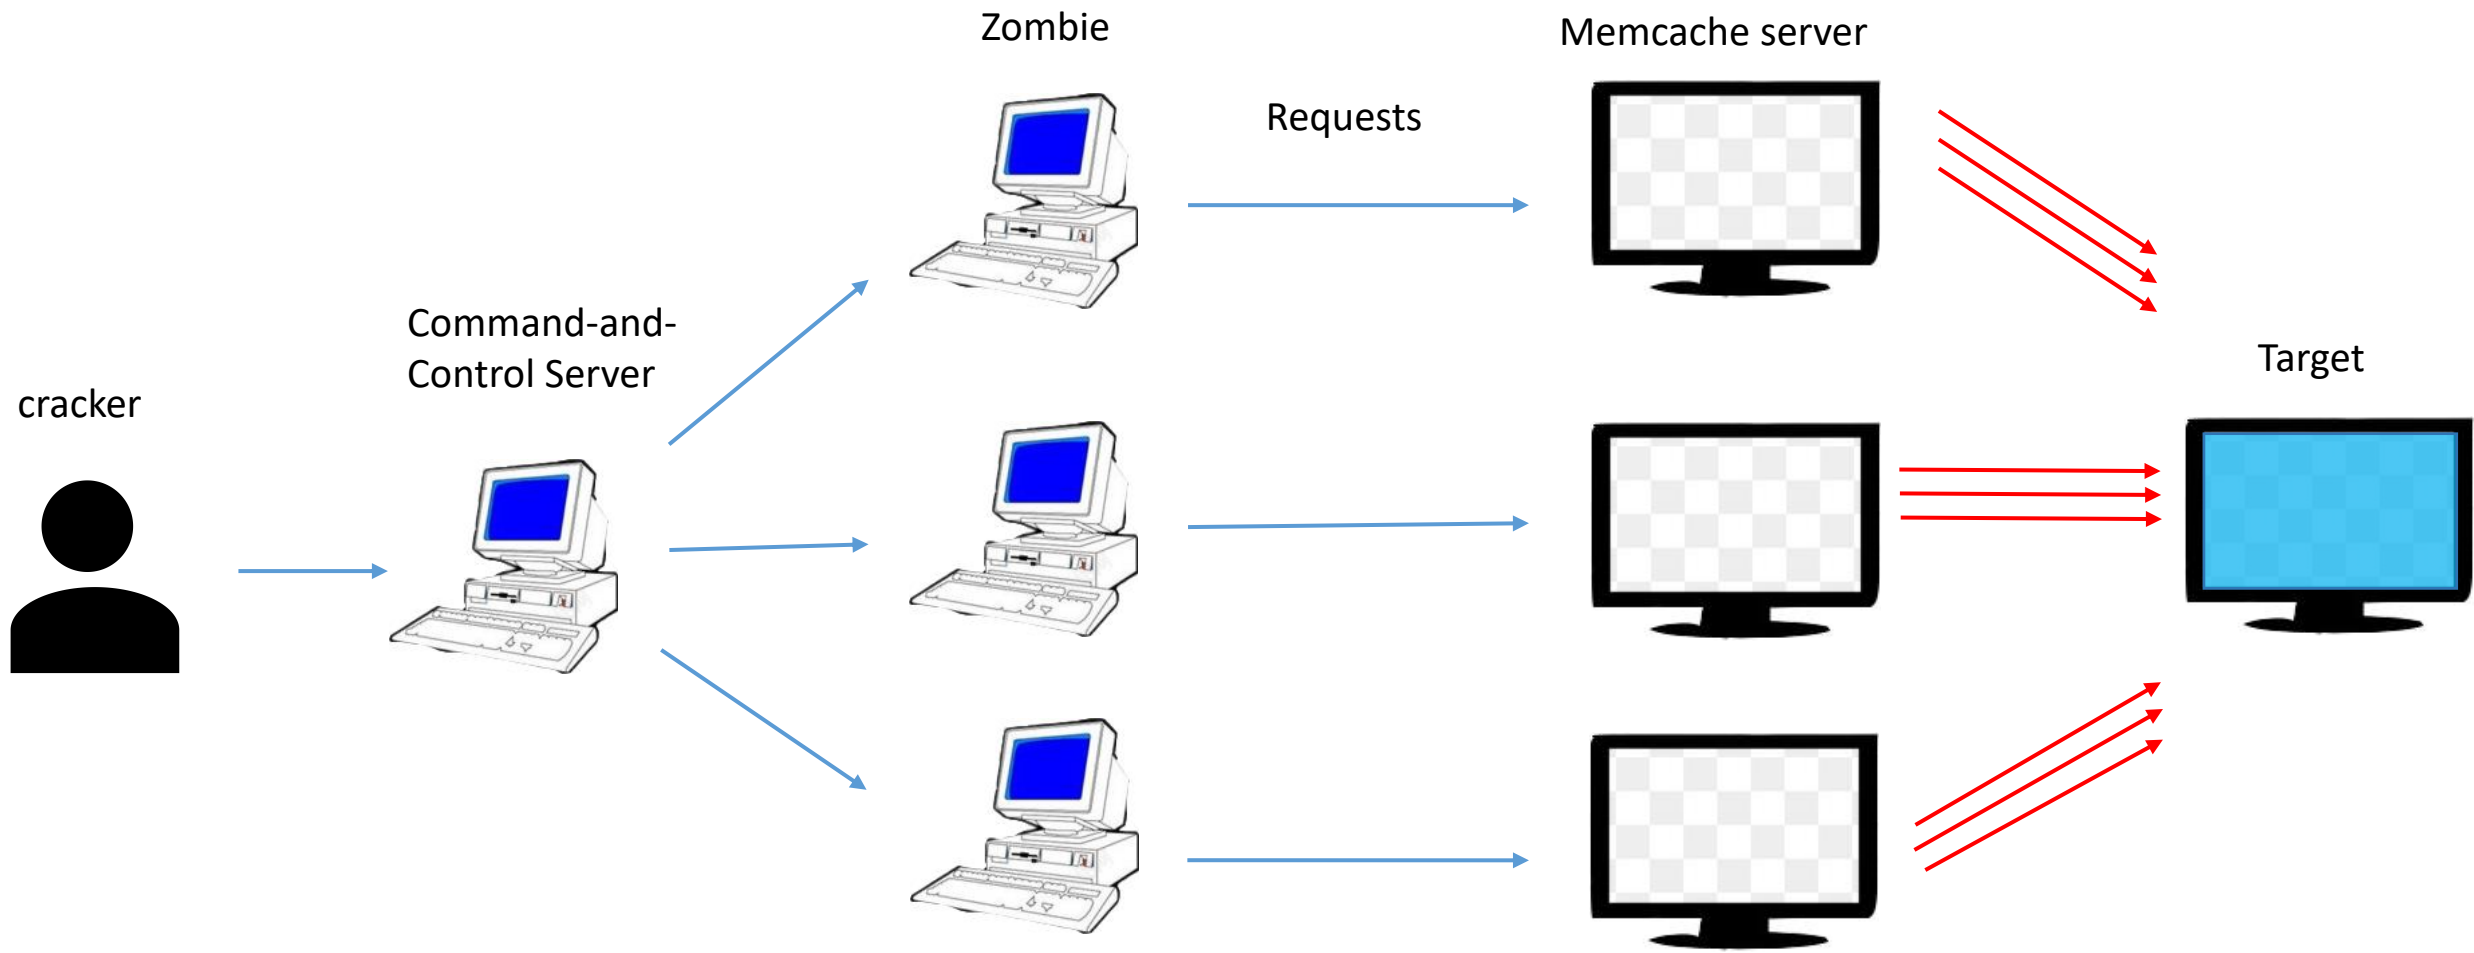 Zombie
Memcache server
Requests
Command-and-
Control Server
Target
cracker